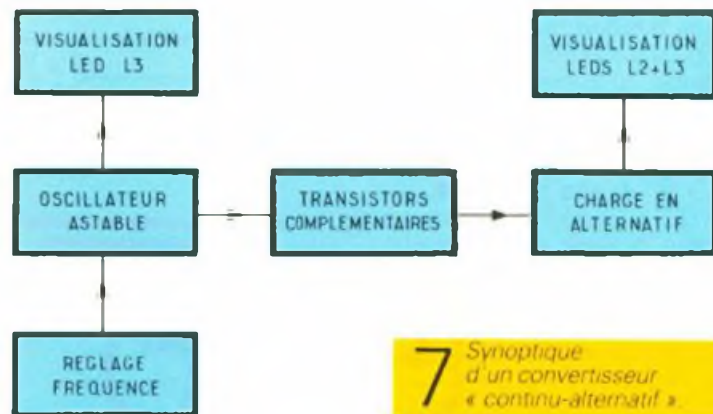 VISUALISATION
LED L3
VISUALISATION
LEDS L2+L3
OSCILLATEUR
ASTABLE
TRANSISTORS
COMPLEMENTAIRES
CHARGE EN
ALTERNATIF
REGLAGE
FREQUENCE
7 Synoptique
d'un convertisseur
« continu-alternatif ».